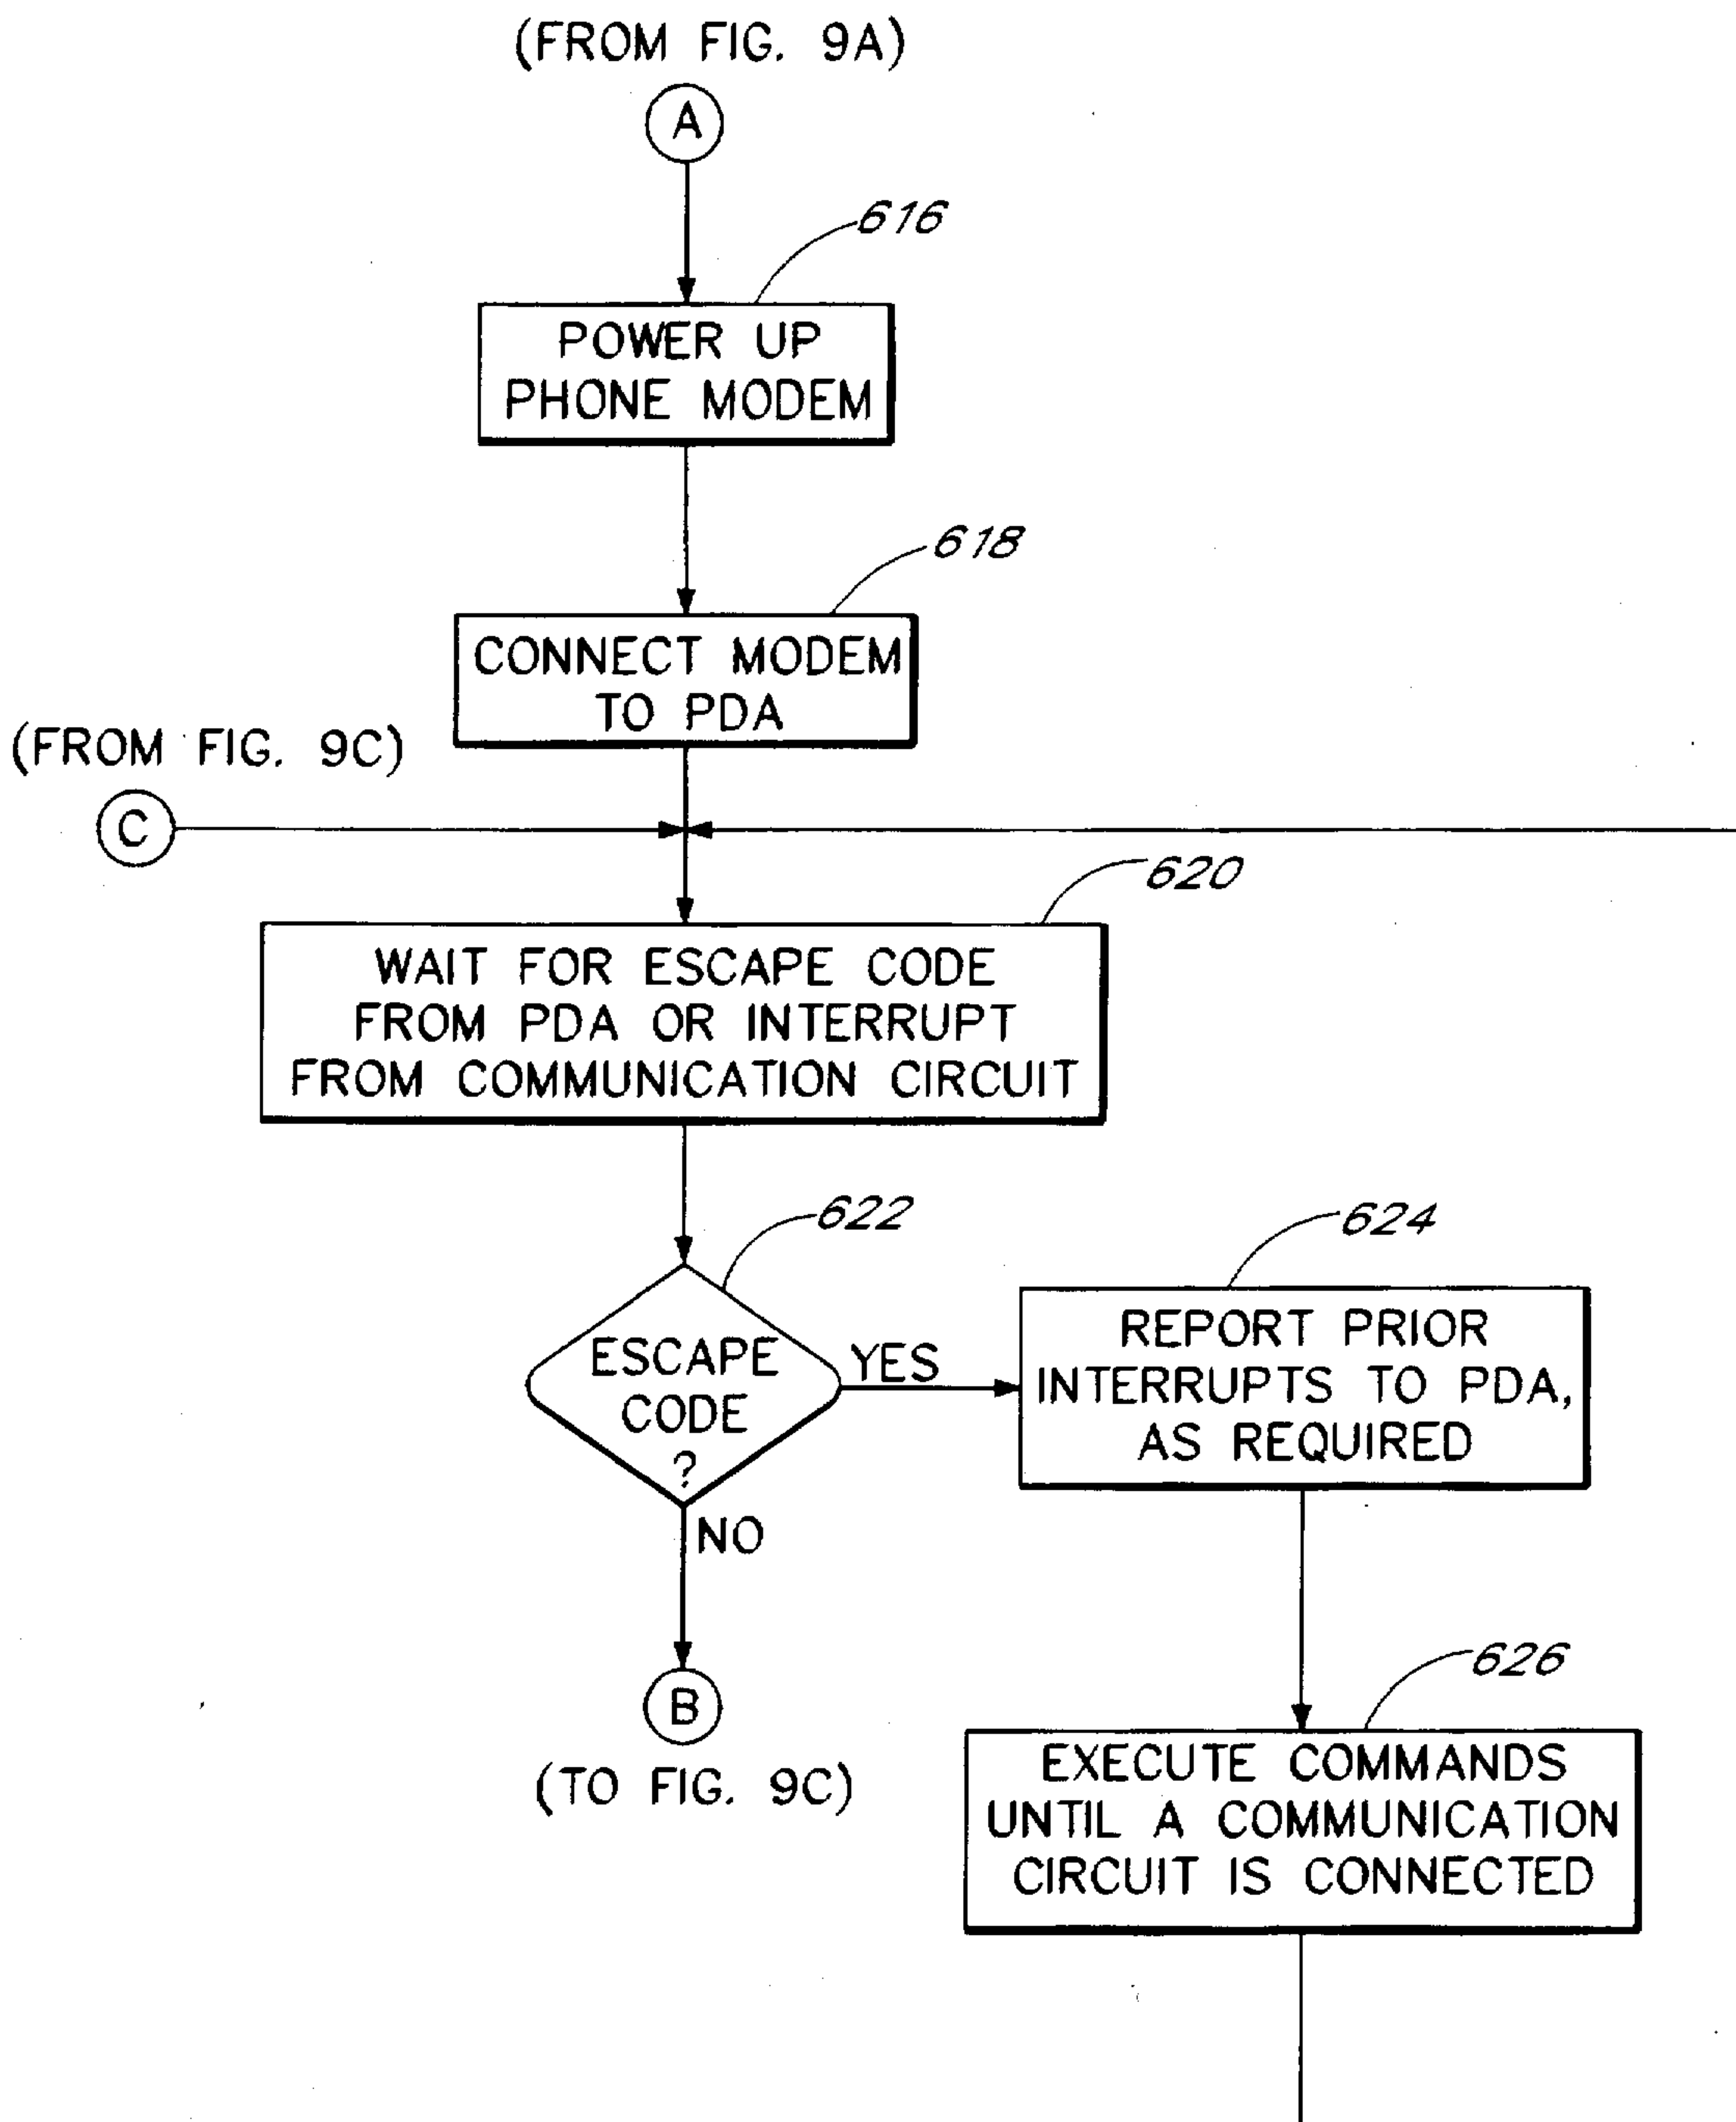 (FROM FIG. 9A)
A
616
POWER UP
PHONE MODEM
618
CONNECT MODEM
TO PDA
(FROM FIG. 9C)
C
620
WAIT FOR ESCAPE CODE
FROM PDA OR INTERRUPT
FROM COMMUNICATION CIRCUIT
622
ESCAPE
CODE
?
YES
NO
624
REPORT PRIOR
INTERRUPTS TO PDA,
AS REQUIRED
B
(TO FIG. 9C)
626
EXECUTE COMMANDS
UNTIL A COMMUNICATION
CIRCUIT IS CONNECTED